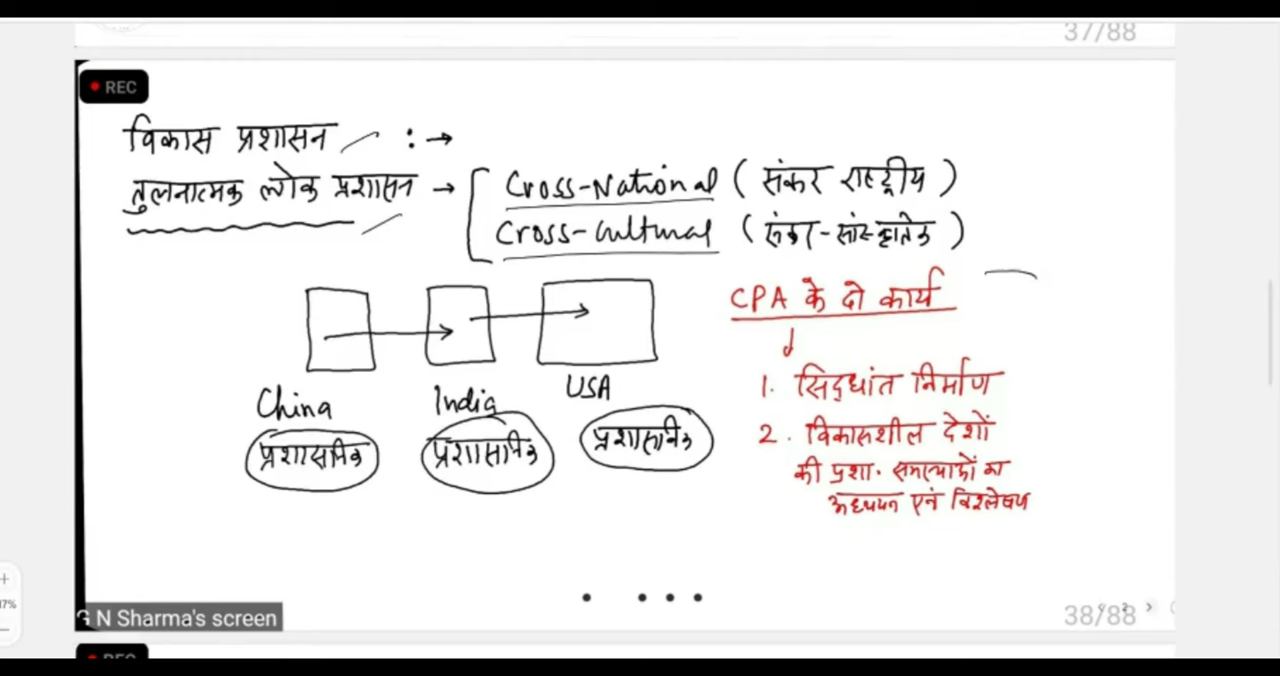 37/88
REC
विकास प्रशासन :→
तुलनात्मक लोक प्रशासन → Cross-National (संकर राष्ट्रीय)
Cross-Cultural (संकर-सांस्कृतिक)
CPA के दो कार्य
1. सिद्धांत निर्माण
China India USA
2. विकासशील देशों
प्रशासनिक प्रशासनिक प्रशासनिक
की प्रशा. समस्याओं का
अध्ययन एवं विश्लेषण
17%
G N Sharma's screen
38/88
REC